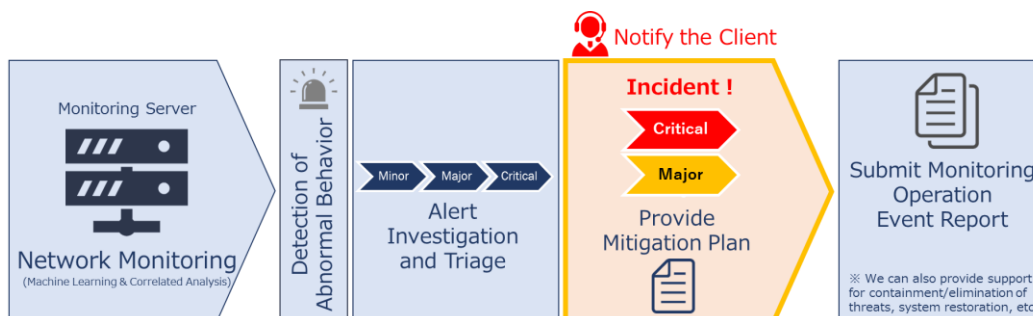 Monitoring Server
Network Monitoring
(Machine Learning & Correlated Analysis)
Detection of
Abnormal Behavior
Minor
Major
Critical
Alert
Investigation
and Triage
Notify the Client
Incident !
Critical
Major
Provide
Mitigation Plan
Submit Monitoring
Operation
Event Report
※ We can also provide support
for containment/elimination of
threats, system restoration, etc